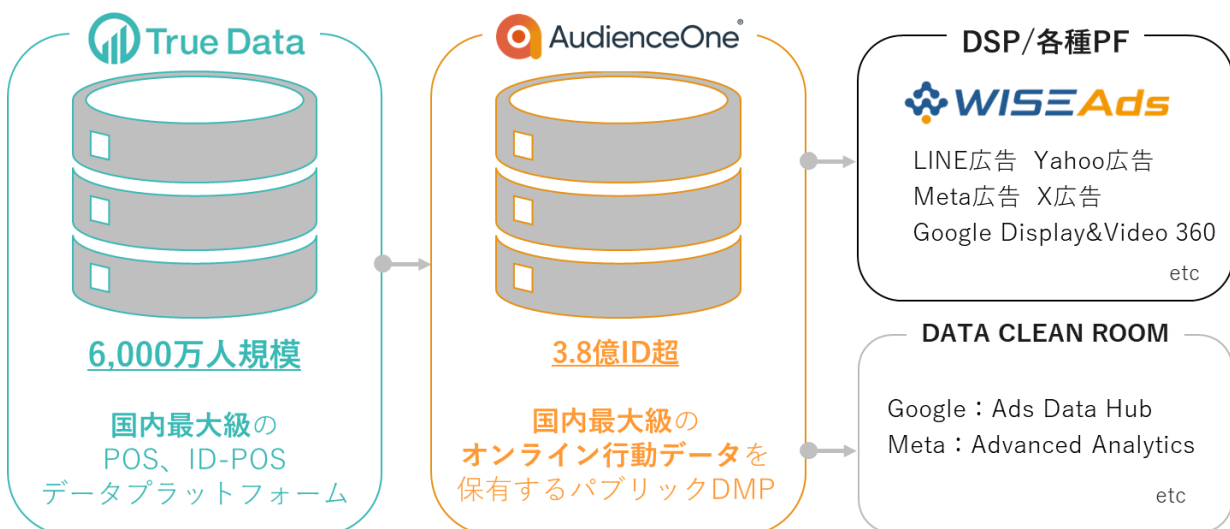 True Data
6,000万人規模
国内最大級の
POS、ID-POS
データプラットフォーム
AudienceOne®
3.8億ID超
国内最大級の
オンライン行動データを
保有するパブリックDMP
DSP/各種PF
WISEAds
LINE広告 Yahoo広告
Meta広告 X広告
Google Display&Video 360
etc
DATA CLEAN ROOM
Google：Ads Data Hub
Meta：Advanced Analytics
etc